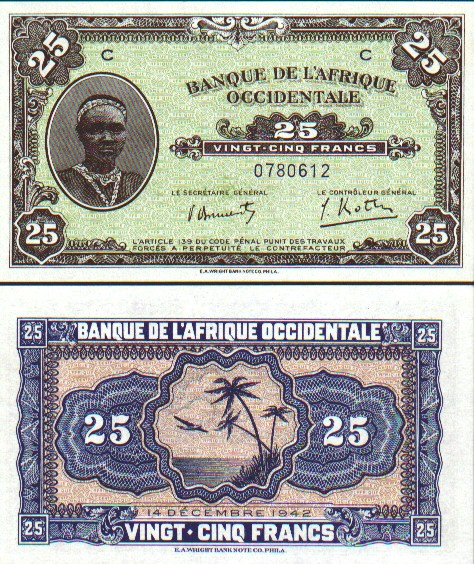 25 25
C C
BANQUE DE L'AFRIQUE
OCCIDENTALE
25
VINGT-CINQ FRANCS
0780612
LE SECRÉTAIRE GÉNÉRAL LE CONTRÔLEUR GÉNÉRAL
25 25
L'ARTICLE 139 DU CODE PÉNAL PUNIT DES TRAVAUX
FORCÉS A PERPÉTUITÉ LE CONTREFACTEUR
E.A.WRIGHT BANK NOTE CO. PHILA.
25 BANQUE DE L'AFRIQUE OCCIDENTALE 25
25 25
14 DÉCEMBRE 1942
25 VINGT-CINQ FRANCS 25
E.A.WRIGHT BANK NOTE CO. PHILA